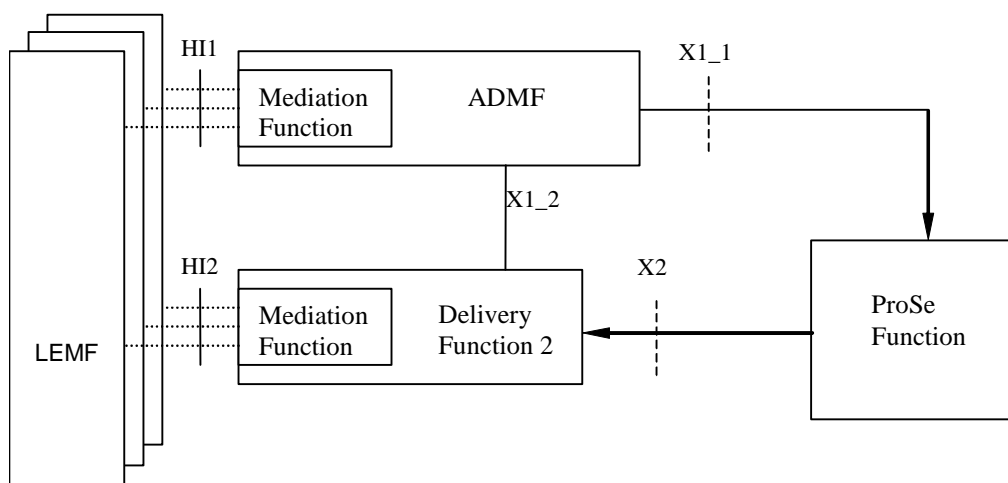 HI1
X1_1
Mediation
Function
ADMF
X1_2
HI2
X2
Mediation
Function
Delivery
Function 2
ProSe
Function
LEMF